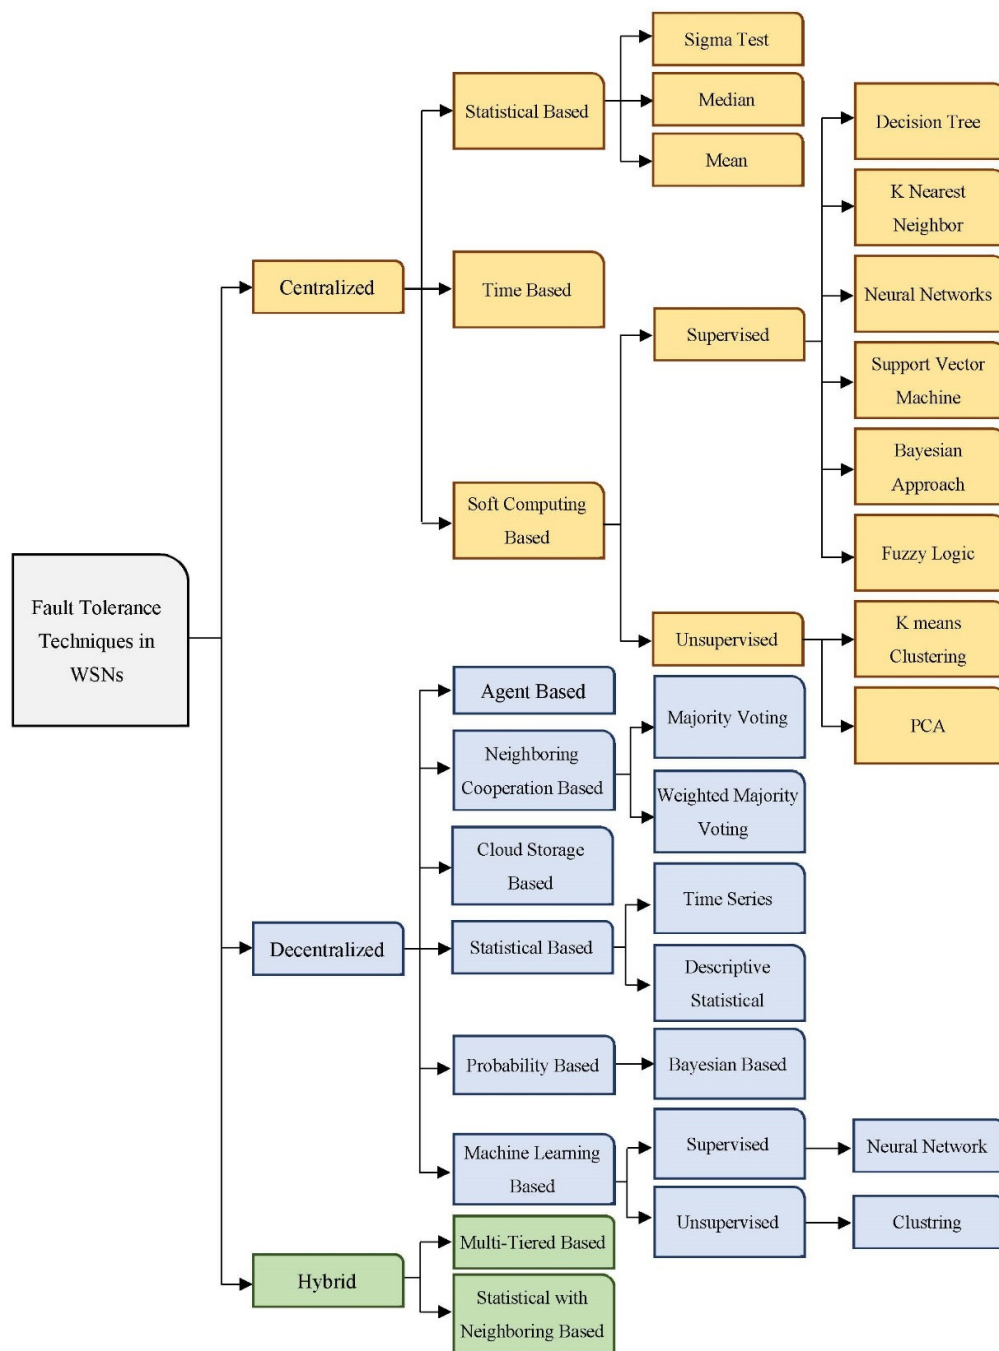 Fault Tolerance
Techniques in
WSNs
Centralized
Statistical Based
Sigma Test
Median
Mean
Time Based
Soft Computing
Based
Supervised
Decision Tree
K Nearest
Neighbor
Neural Networks
Support Vector
Machine
Bayesian
Approach
Fuzzy Logic
Unsupervised
K means
Clustering
PCA
Decentralized
Agent Based
Neighboring
Cooperation Based
Majority Voting
Weighted Majority
Voting
Cloud Storage
Based
Statistical Based
Time Series
Descriptive
Statistical
Probability Based
Bayesian Based
Machine Learning
Based
Supervised
Neural Network
Unsupervised
Clustring
Hybrid
Multi-Tiered Based
Statistical with
Neighboring Based